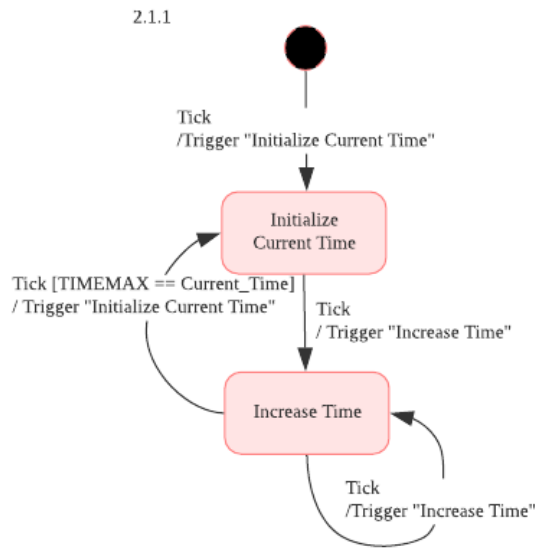 2.1.1
Tick
/Trigger "Initialize Current Time"
Initialize
Current Time
Tick [TIMEMAX == Current_Time]
/ Trigger "Initialize Current Time"
Tick
/ Trigger "Increase Time"
Increase Time
Tick
/Trigger "Increase Time"